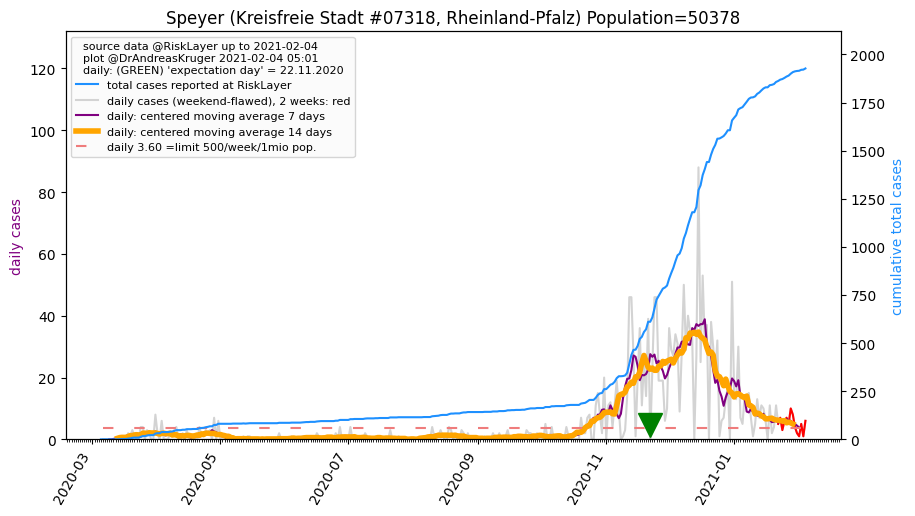 Speyer (Kreisfreie Stadt #07318, Rheinland-Pfalz) Population=50378
source data @RiskLayer up to 2021-02-04
plot @DrAndreasKruger 2021-02-04 05:01
daily: (GREEN) 'expectation day' = 22.11.2020
total cases reported at RiskLayer
daily cases (weekend-flawed), 2 weeks: red
daily: centered moving average 7 days
daily: centered moving average 14 days
daily 3.60 =limit 500/week/1mio pop.
daily cases
120
100
80
60
40
20
0
cumulative total cases
2000
1750
1500
1250
1000
750
500
250
0
2020-03
2020-05
2020-07
2020-09
2020-11
2021-01